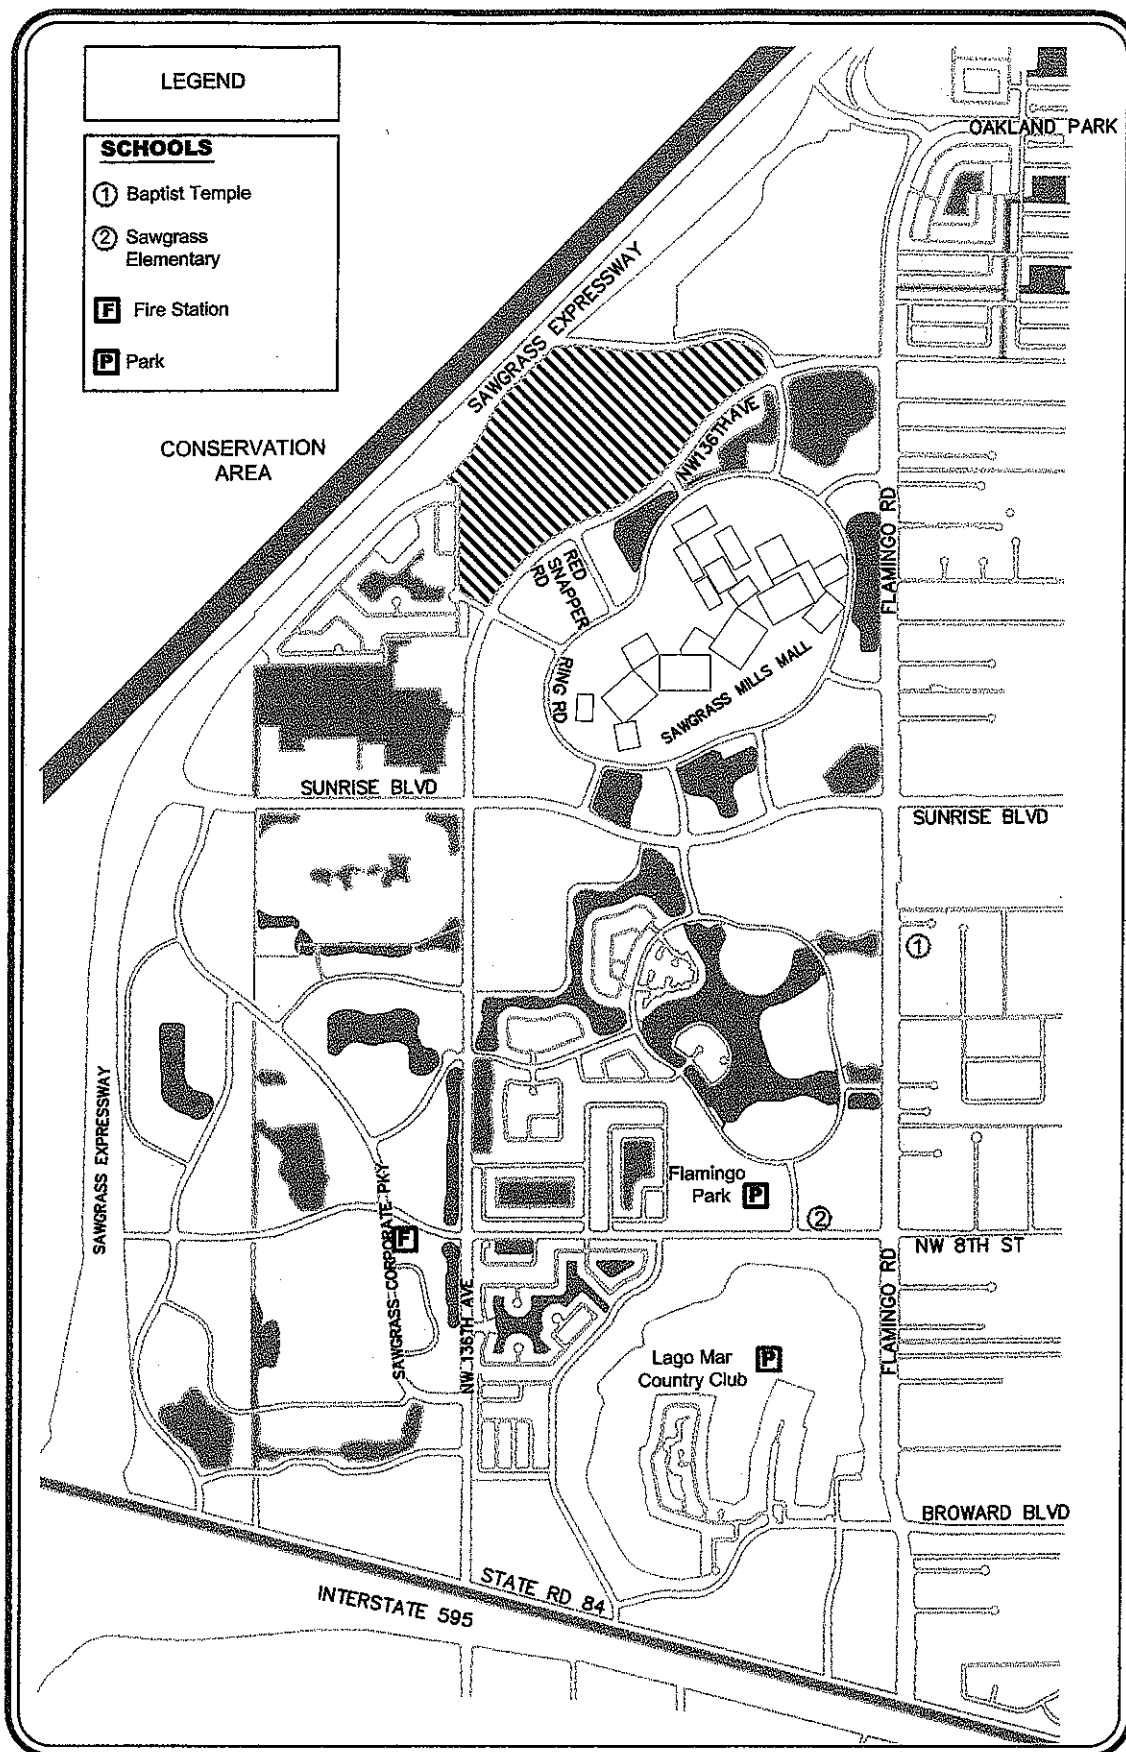 LEGEND
SCHOOLS
1 Baptist Temple
2 Sawgrass
Elementary
F Fire Station
P Park
CONSERVATION
AREA
OAKLAND PARK
SAWGRASS EXPRESSWAY
NW136TH AVE
FLAMINGO RD
RED
SNAPPER
RD
RING RD
SAWGRASS MILLS MALL
SUNRISE BLVD
SUNRISE BLVD
1
SAWGRASS EXPRESSWAY
Flamingo
Park P
2
SAWGRASS CORPORATE PKY
F
NW 8TH ST
NW 136TH AVE
FLAMINGO RD
Lago Mar
Country Club
P
BROWARD BLVD
STATE RD 84
INTERSTATE 595